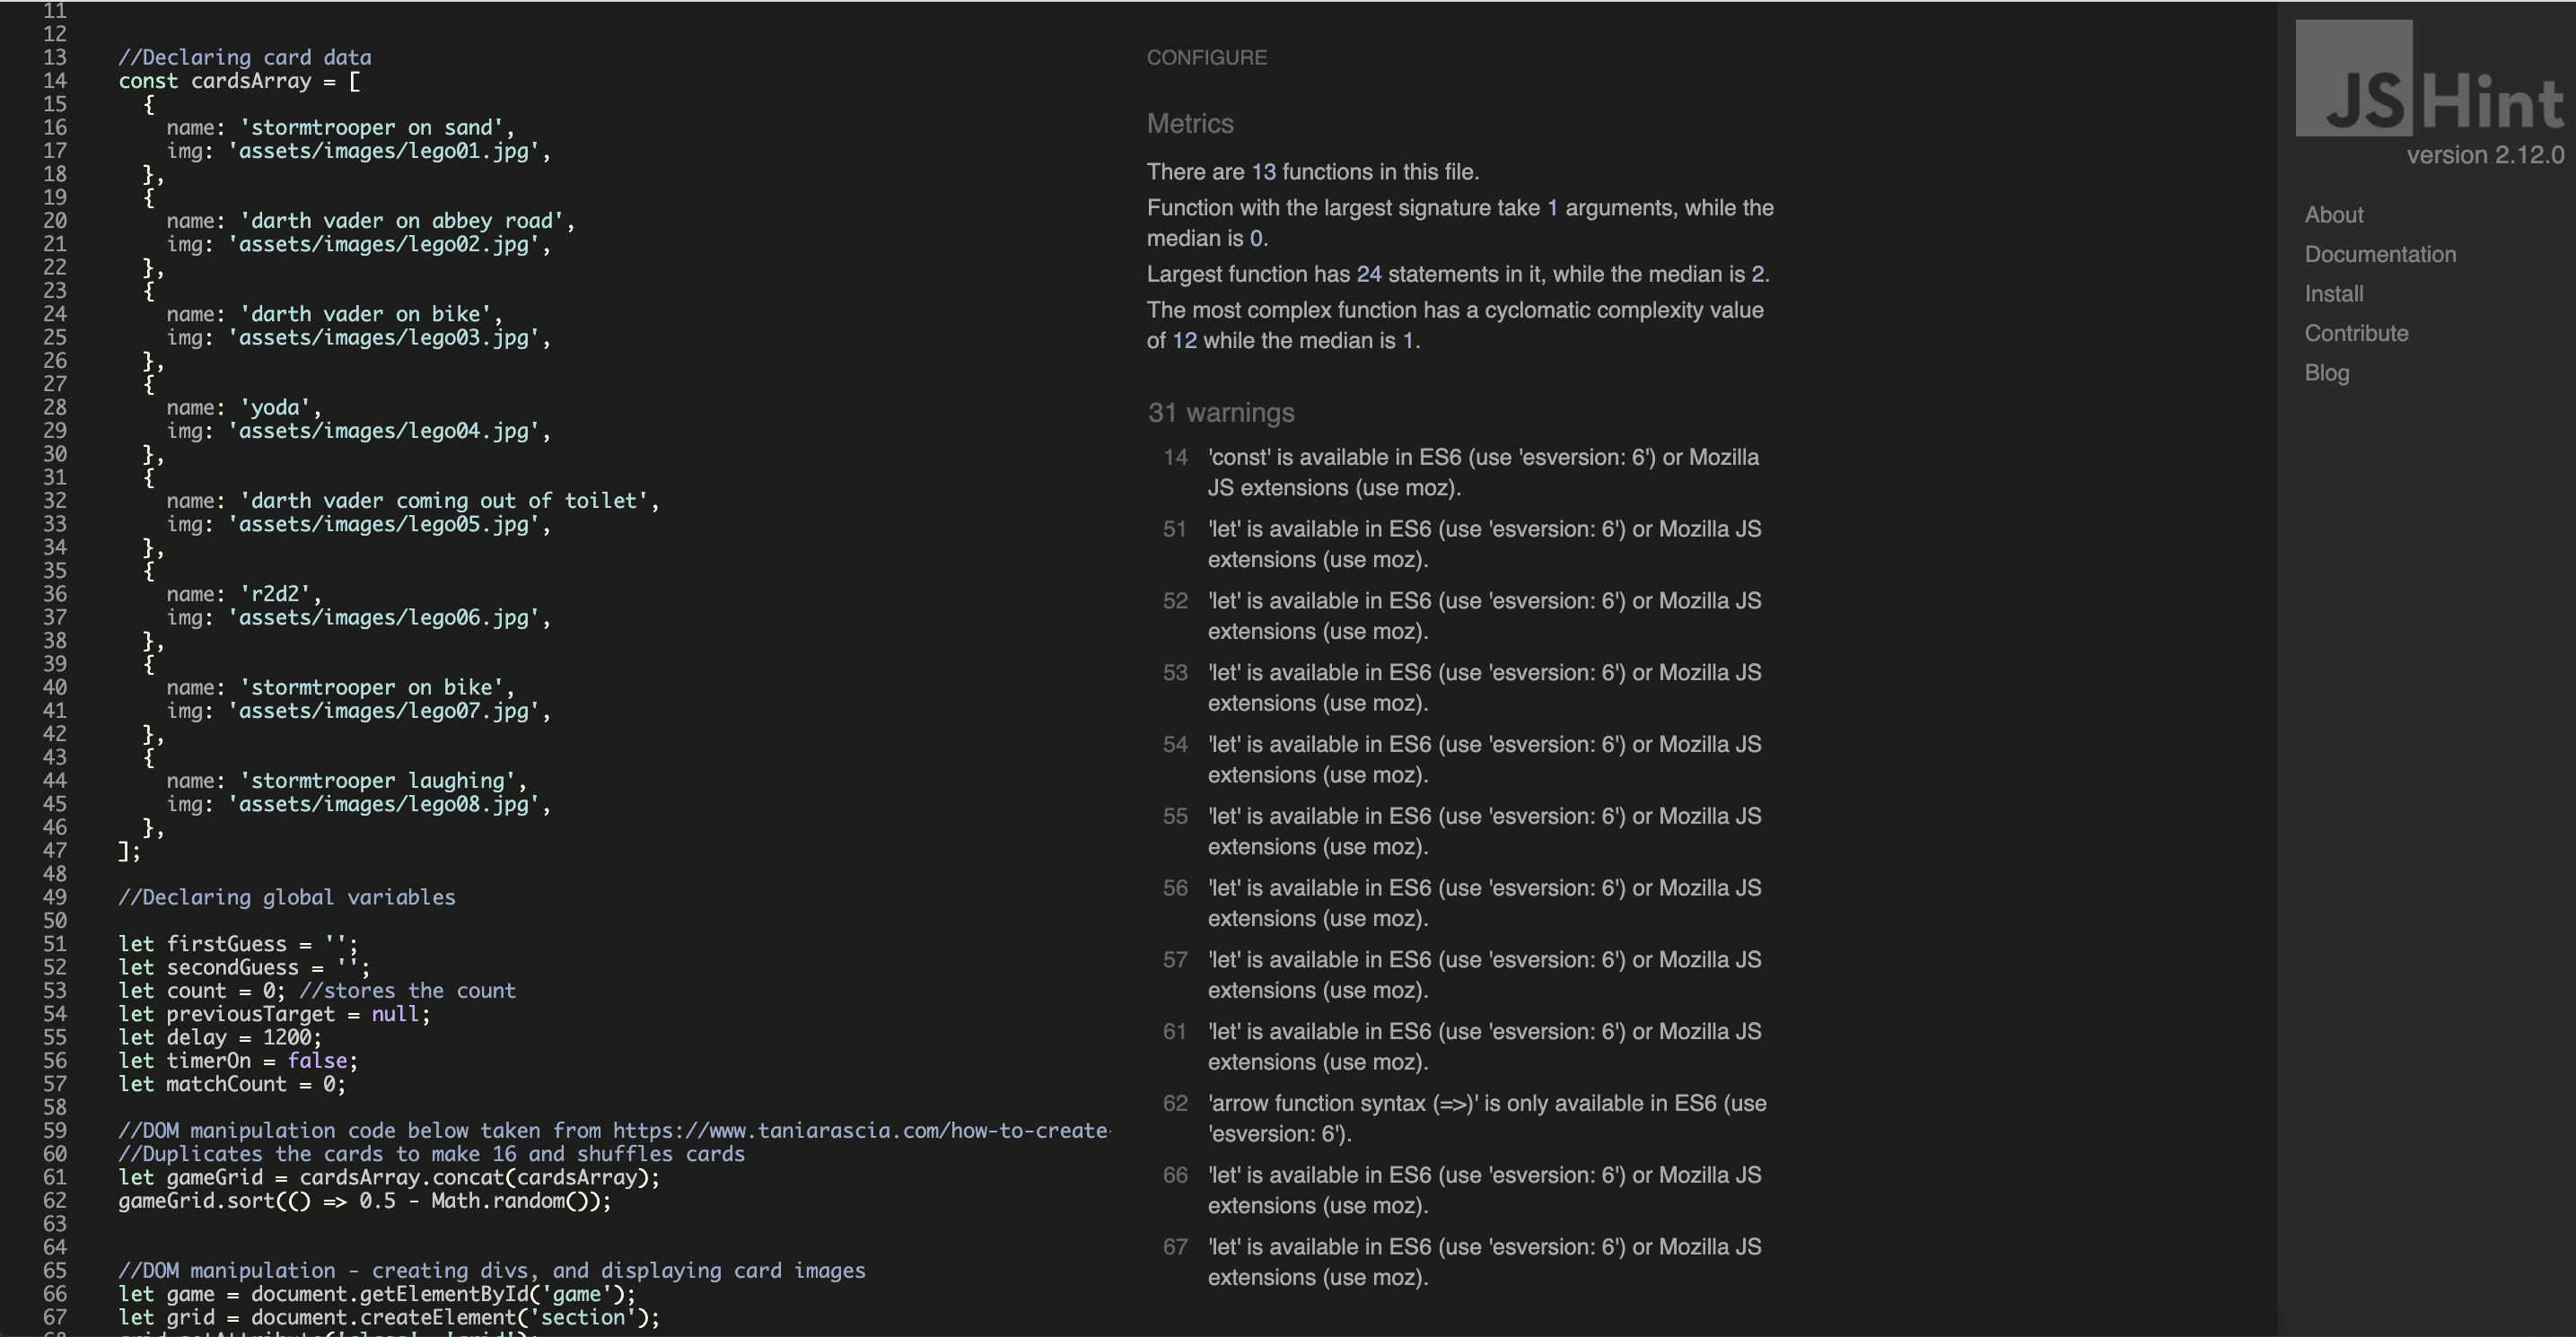 11
12
13 //Declaring card data
14 const cardsArray = [
15 {
16 name: 'stormtrooper on sand',
17 img: 'assets/images/lego01.jpg',
18 },
19 {
20 name: 'darth vader on abbey road',
21 img: 'assets/images/lego02.jpg',
22 },
23 {
24 name: 'darth vader on bike',
25 img: 'assets/images/lego03.jpg',
26 },
27 {
28 name: 'yoda',
29 img: 'assets/images/lego04.jpg',
30 },
31 {
32 name: 'darth vader coming out of toilet',
33 img: 'assets/images/lego05.jpg',
34 },
35 {
36 name: 'r2d2',
37 img: 'assets/images/lego06.jpg',
38 },
39 {
40 name: 'stormtrooper on bike',
41 img: 'assets/images/lego07.jpg',
42 },
43 {
44 name: 'stormtrooper laughing',
45 img: 'assets/images/lego08.jpg',
46 },
47 ];
48
49 //Declaring global variables
50
51 let firstGuess = '';
52 let secondGuess = '';
53 let count = 0; //stores the count
54 let previousTarget = null;
55 let delay = 1200;
56 let timerOn = false;
57 let matchCount = 0;
58
59 //DOM manipulation code below taken from https://www.taniarascia.com/how-to-create-
60 //Duplicates the cards to make 16 and shuffles cards
61 let gameGrid = cardsArray.concat(cardsArray);
62 gameGrid.sort(() => 0.5 - Math.random());
63
64
65 //DOM manipulation - creating divs, and displaying card images
66 let game = document.getElementById('game');
67 let grid = document.createElement('section');
68 grid.setAttribute('class', 'grid');
CONFIGURE
Metrics
There are 13 functions in this file.
Function with the largest signature take 1 arguments, while the
median is 0.
Largest function has 24 statements in it, while the median is 2.
The most complex function has a cyclomatic complexity value
of 12 while the median is 1.
31 warnings
14 'const' is available in ES6 (use 'esversion: 6') or Mozilla
JS extensions (use moz).
51 'let' is available in ES6 (use 'esversion: 6') or Mozilla JS
extensions (use moz).
52 'let' is available in ES6 (use 'esversion: 6') or Mozilla JS
extensions (use moz).
53 'let' is available in ES6 (use 'esversion: 6') or Mozilla JS
extensions (use moz).
54 'let' is available in ES6 (use 'esversion: 6') or Mozilla JS
extensions (use moz).
55 'let' is available in ES6 (use 'esversion: 6') or Mozilla JS
extensions (use moz).
56 'let' is available in ES6 (use 'esversion: 6') or Mozilla JS
extensions (use moz).
57 'let' is available in ES6 (use 'esversion: 6') or Mozilla JS
extensions (use moz).
61 'let' is available in ES6 (use 'esversion: 6') or Mozilla JS
extensions (use moz).
62 'arrow function syntax (=>)' is only available in ES6 (use
'esversion: 6').
66 'let' is available in ES6 (use 'esversion: 6') or Mozilla JS
extensions (use moz).
67 'let' is available in ES6 (use 'esversion: 6') or Mozilla JS
extensions (use moz).
JSHint
version 2.12.0
About
Documentation
Install
Contribute
Blog